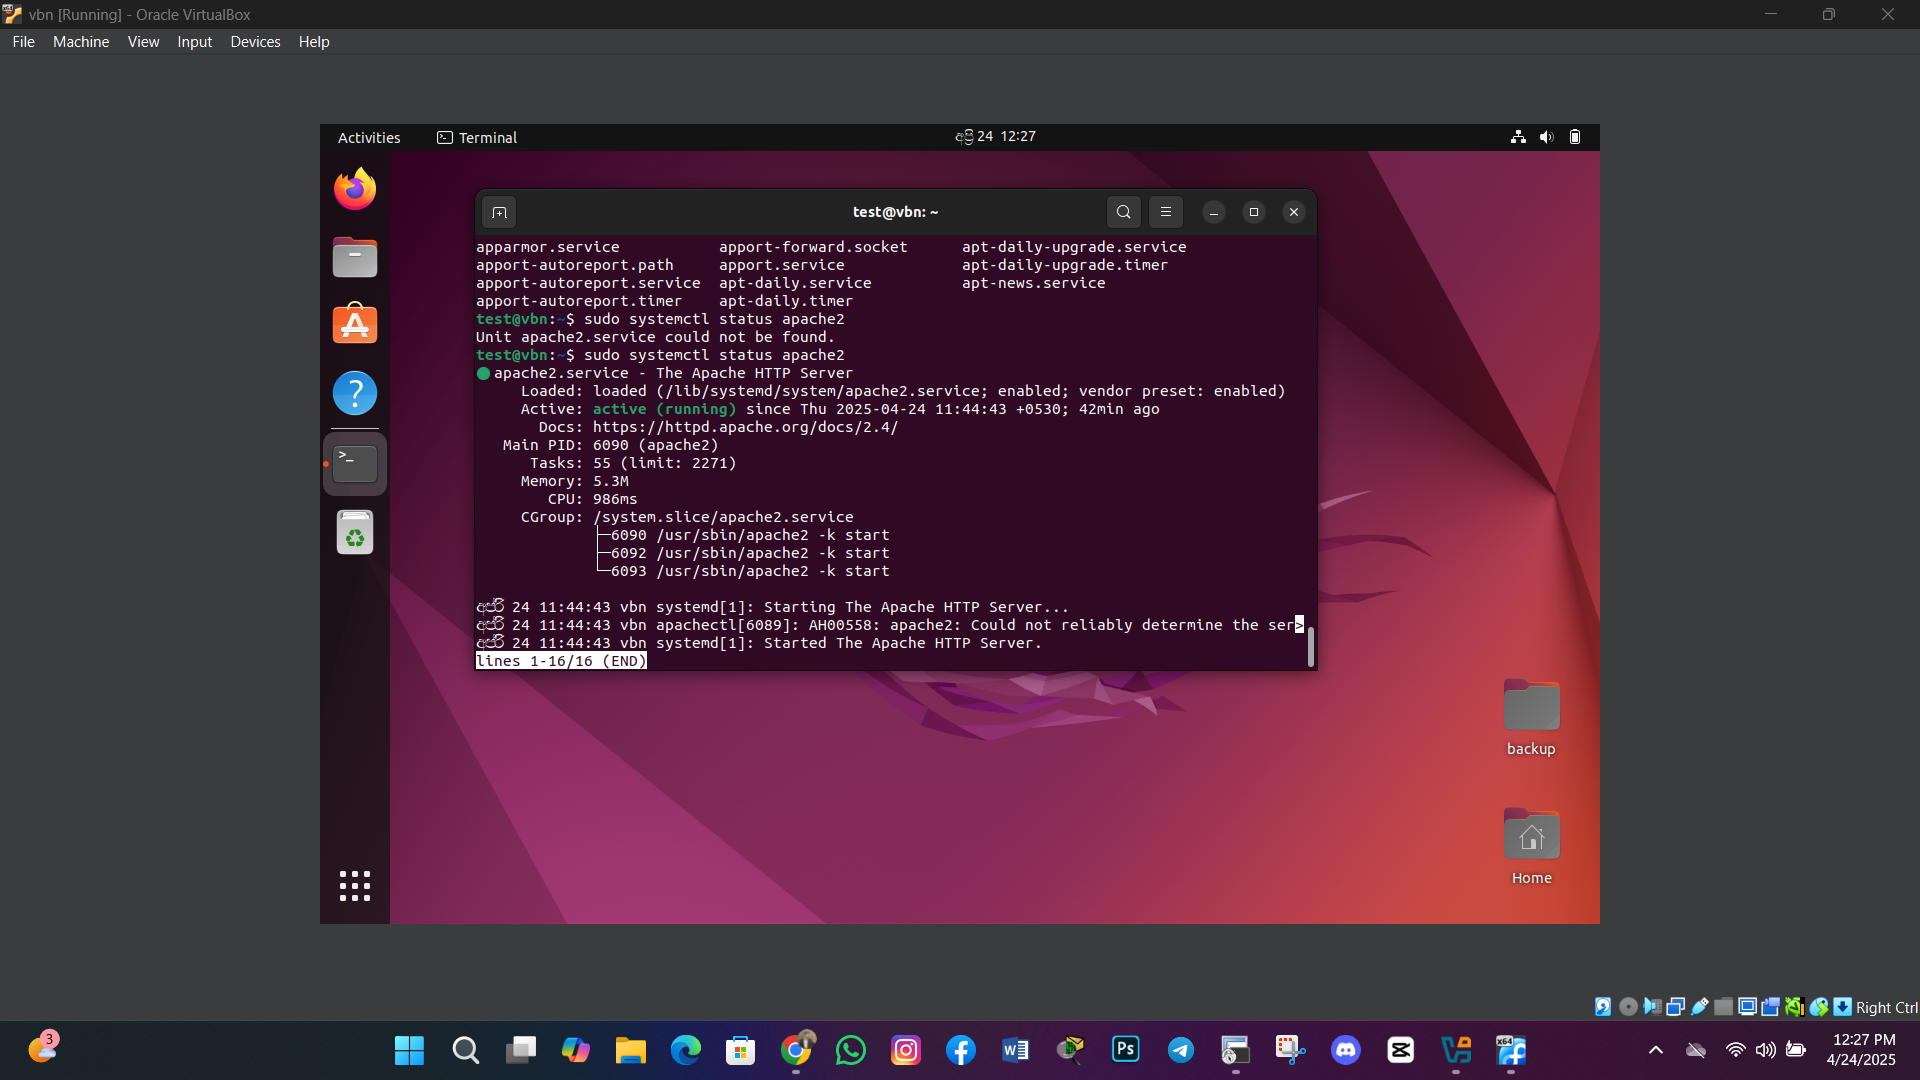 vbn [Running] - Oracle VirtualBox
File Machine View Input Devices Help
Activities Terminal අප්‍රි 24 12:27
test@vbn: ~
apparmor.service apport-forward.socket apt-daily-upgrade.service
apport-autoreport.path apport.service apt-daily-upgrade.timer
apport-autoreport.service apt-daily.service apt-news.service
apport-autoreport.timer apt-daily.timer
test@vbn:~$ sudo systemctl status apache2
Unit apache2.service could not be found.
test@vbn:~$ sudo systemctl status apache2
apache2.service - The Apache HTTP Server
Loaded: loaded (/lib/systemd/system/apache2.service; enabled; vendor preset: enabled)
Active: active (running) since Thu 2025-04-24 11:44:43 +0530; 42min ago
Docs: https://httpd.apache.org/docs/2.4/
Main PID: 6090 (apache2)
Tasks: 55 (limit: 2271)
Memory: 5.3M
CPU: 986ms
CGroup: /system.slice/apache2.service
├─6090 /usr/sbin/apache2 -k start
├─6092 /usr/sbin/apache2 -k start
└─6093 /usr/sbin/apache2 -k start
24 11:44:43 vbn systemd[1]: Starting The Apache HTTP Server...
24 11:44:43 vbn apachectl[6089]: AH00558: apache2: Could not reliably determine the ser>
24 11:44:43 vbn systemd[1]: Started The Apache HTTP Server.
lines 1-16/16 (END)
backup
Home
Right Ctrl
3
Ps
x64
12:27 PM
4/24/2025